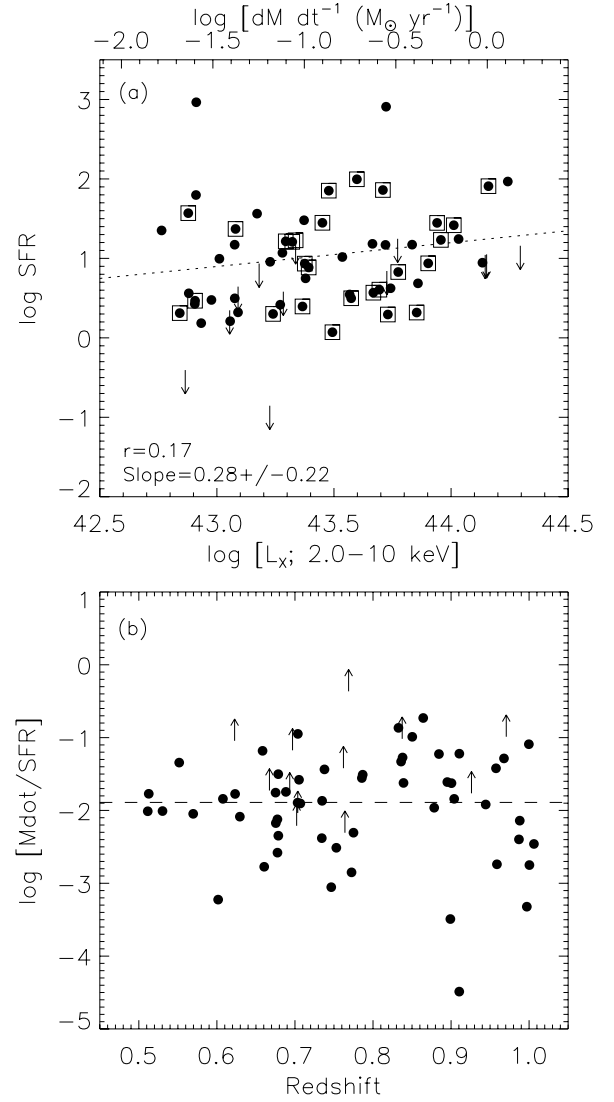 log [dM dt⁻¹ (M☉ yr⁻¹)]
−2.0 −1.5 −1.0 −0.5 0.0
(a)
3
2
1
0
−1
−2
log SFR
r=0.17
Slope=0.28+/−0.22
42.5 43.0 43.5 44.0 44.5
log [Lₓ; 2.0−10 keV]
(b)
1
0
−1
−2
−3
−4
−5
log [Mdot/SFR]
0.5 0.6 0.7 0.8 0.9 1.0
Redshift